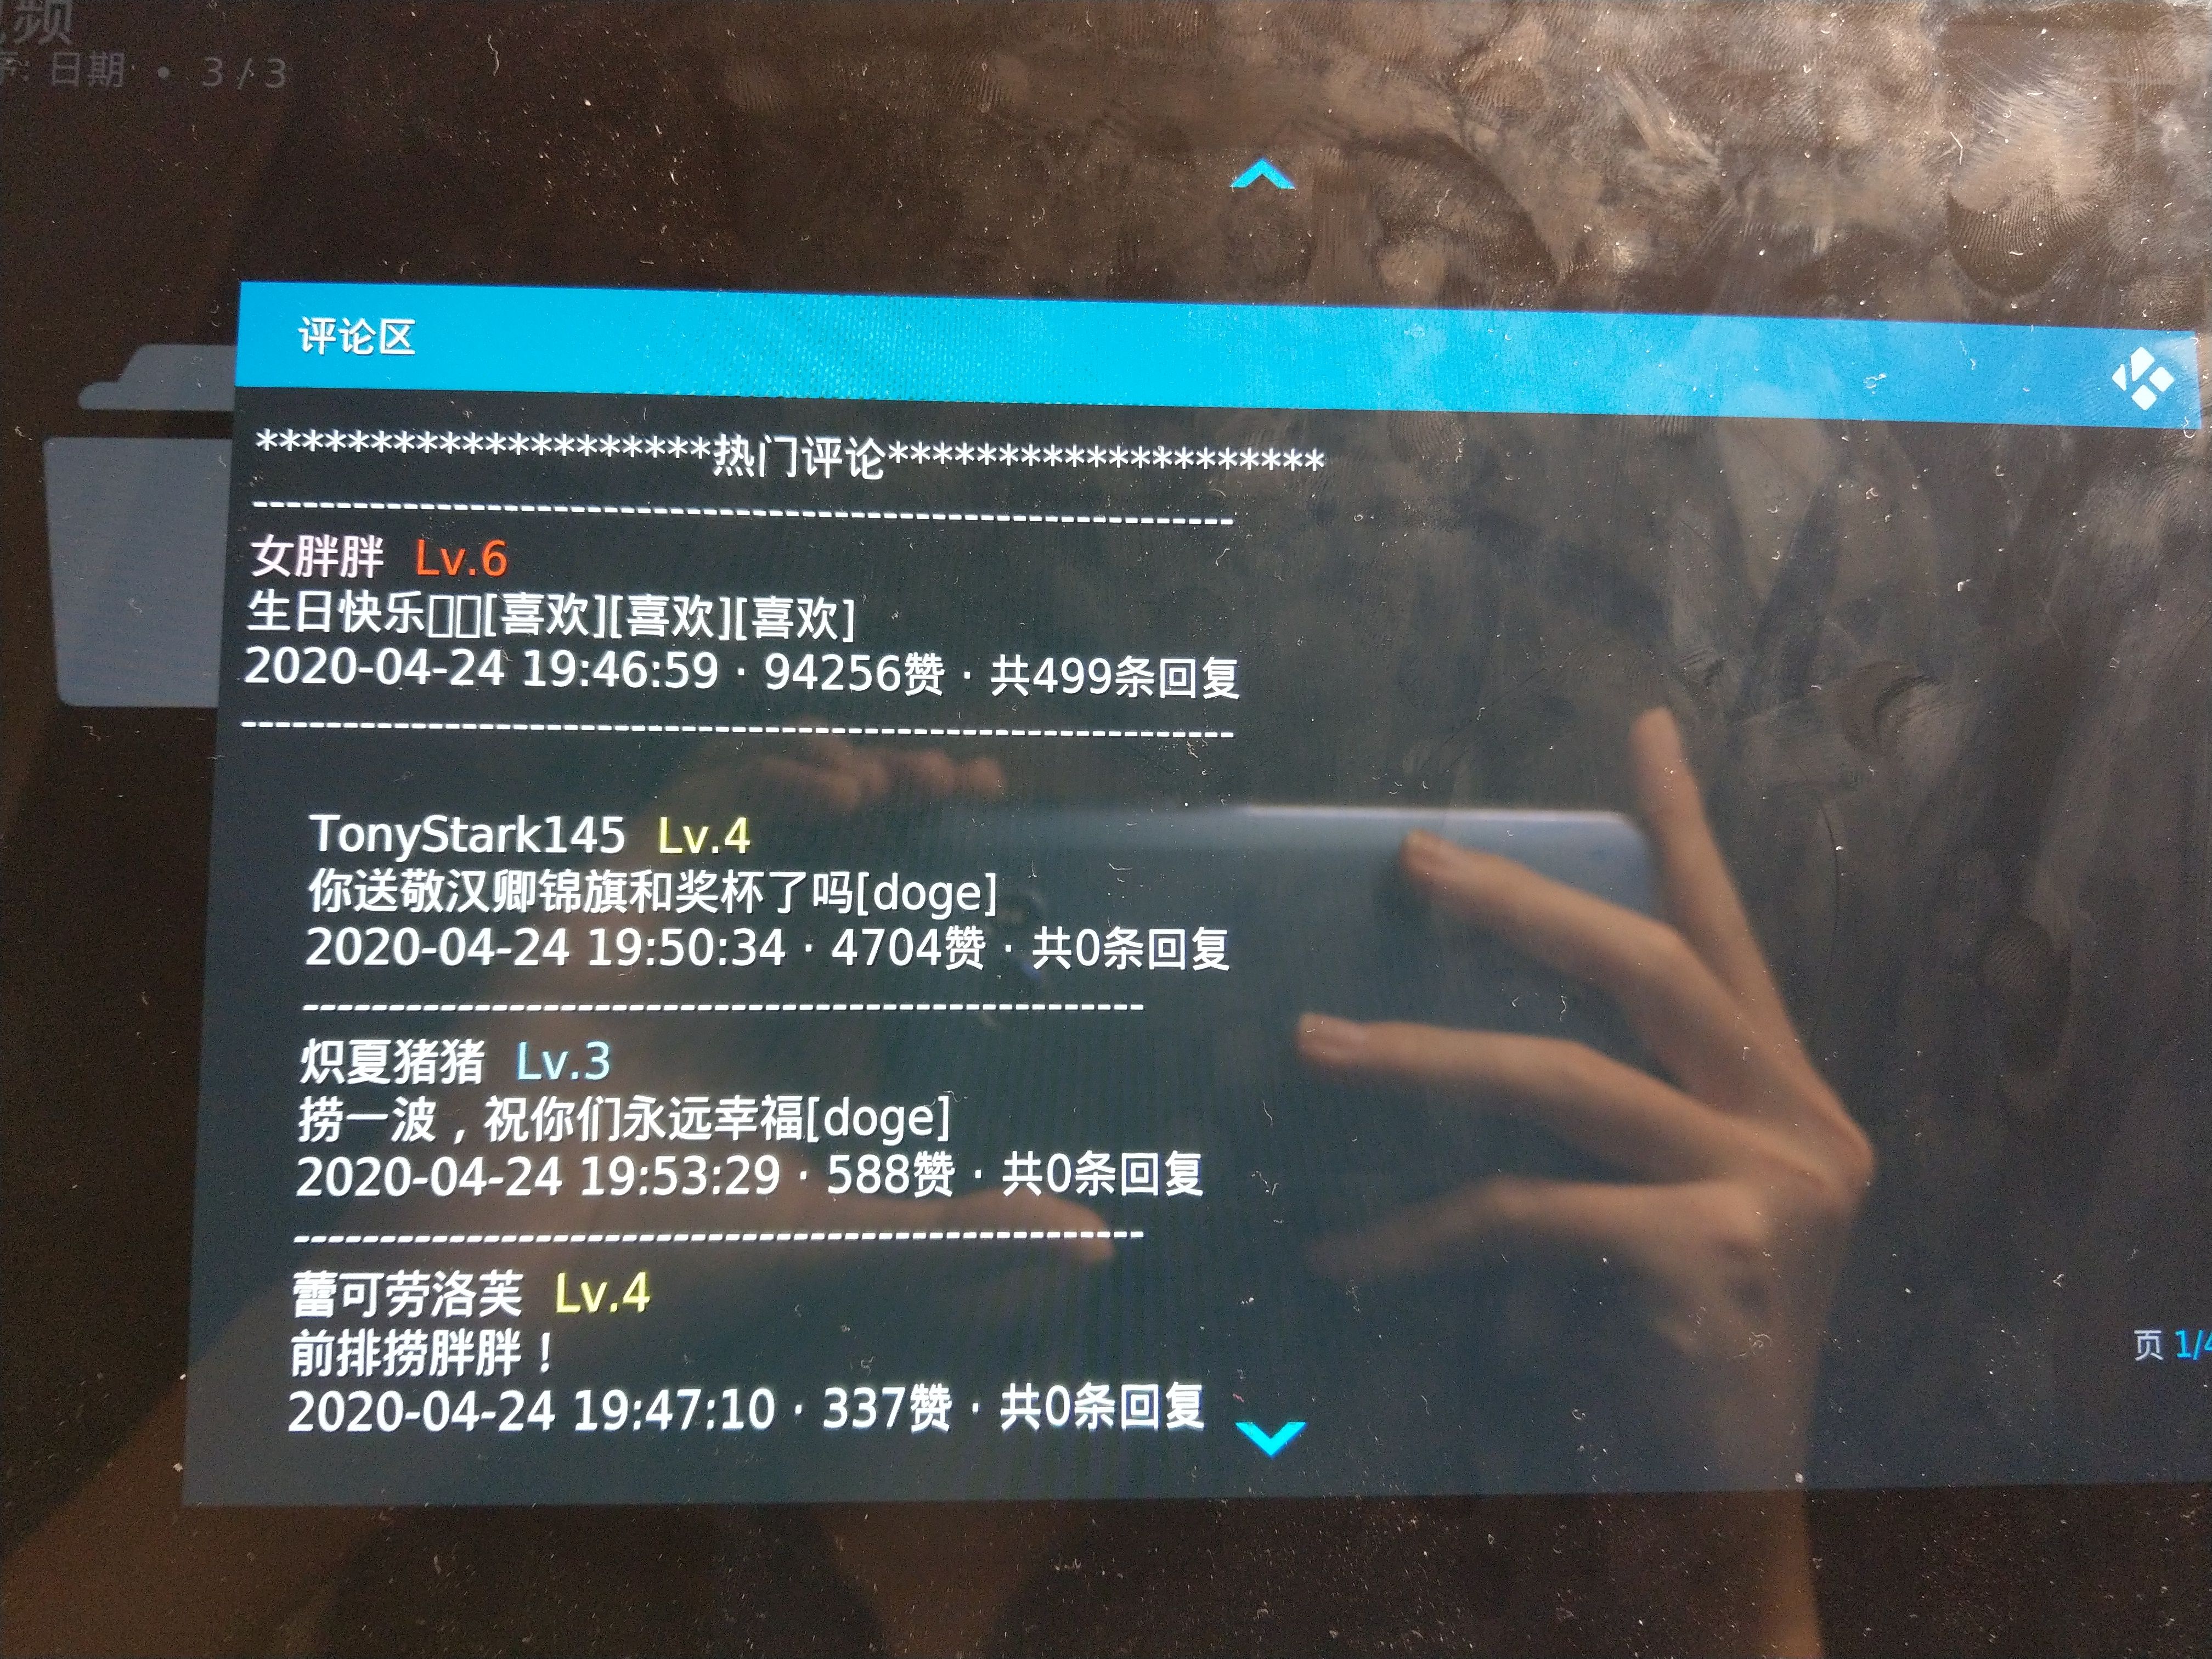 频
: 日期 • 3 / 3
评论区
********************热门评论********************
----------------------------------------------------------------
女胖胖 Lv.6
生日快乐▯▯[喜欢][喜欢][喜欢]
2020-04-24 19:46:59 · 94256赞 · 共499条回复
----------------------------------------------------------------
TonyStark145 Lv.4
你送敬汉卿锦旗和奖杯了吗[doge]
2020-04-24 19:50:34 · 4704赞 · 共0条回复
-------------------------------------------------------
炽夏猪猪 Lv.3
捞一波，祝你们永远幸福[doge]
2020-04-24 19:53:29 · 588赞 · 共0条回复
-------------------------------------------------------
蕾可劳洛芙 Lv.4
前排捞胖胖！
2020-04-24 19:47:10 · 337赞 · 共0条回复
页 1/4